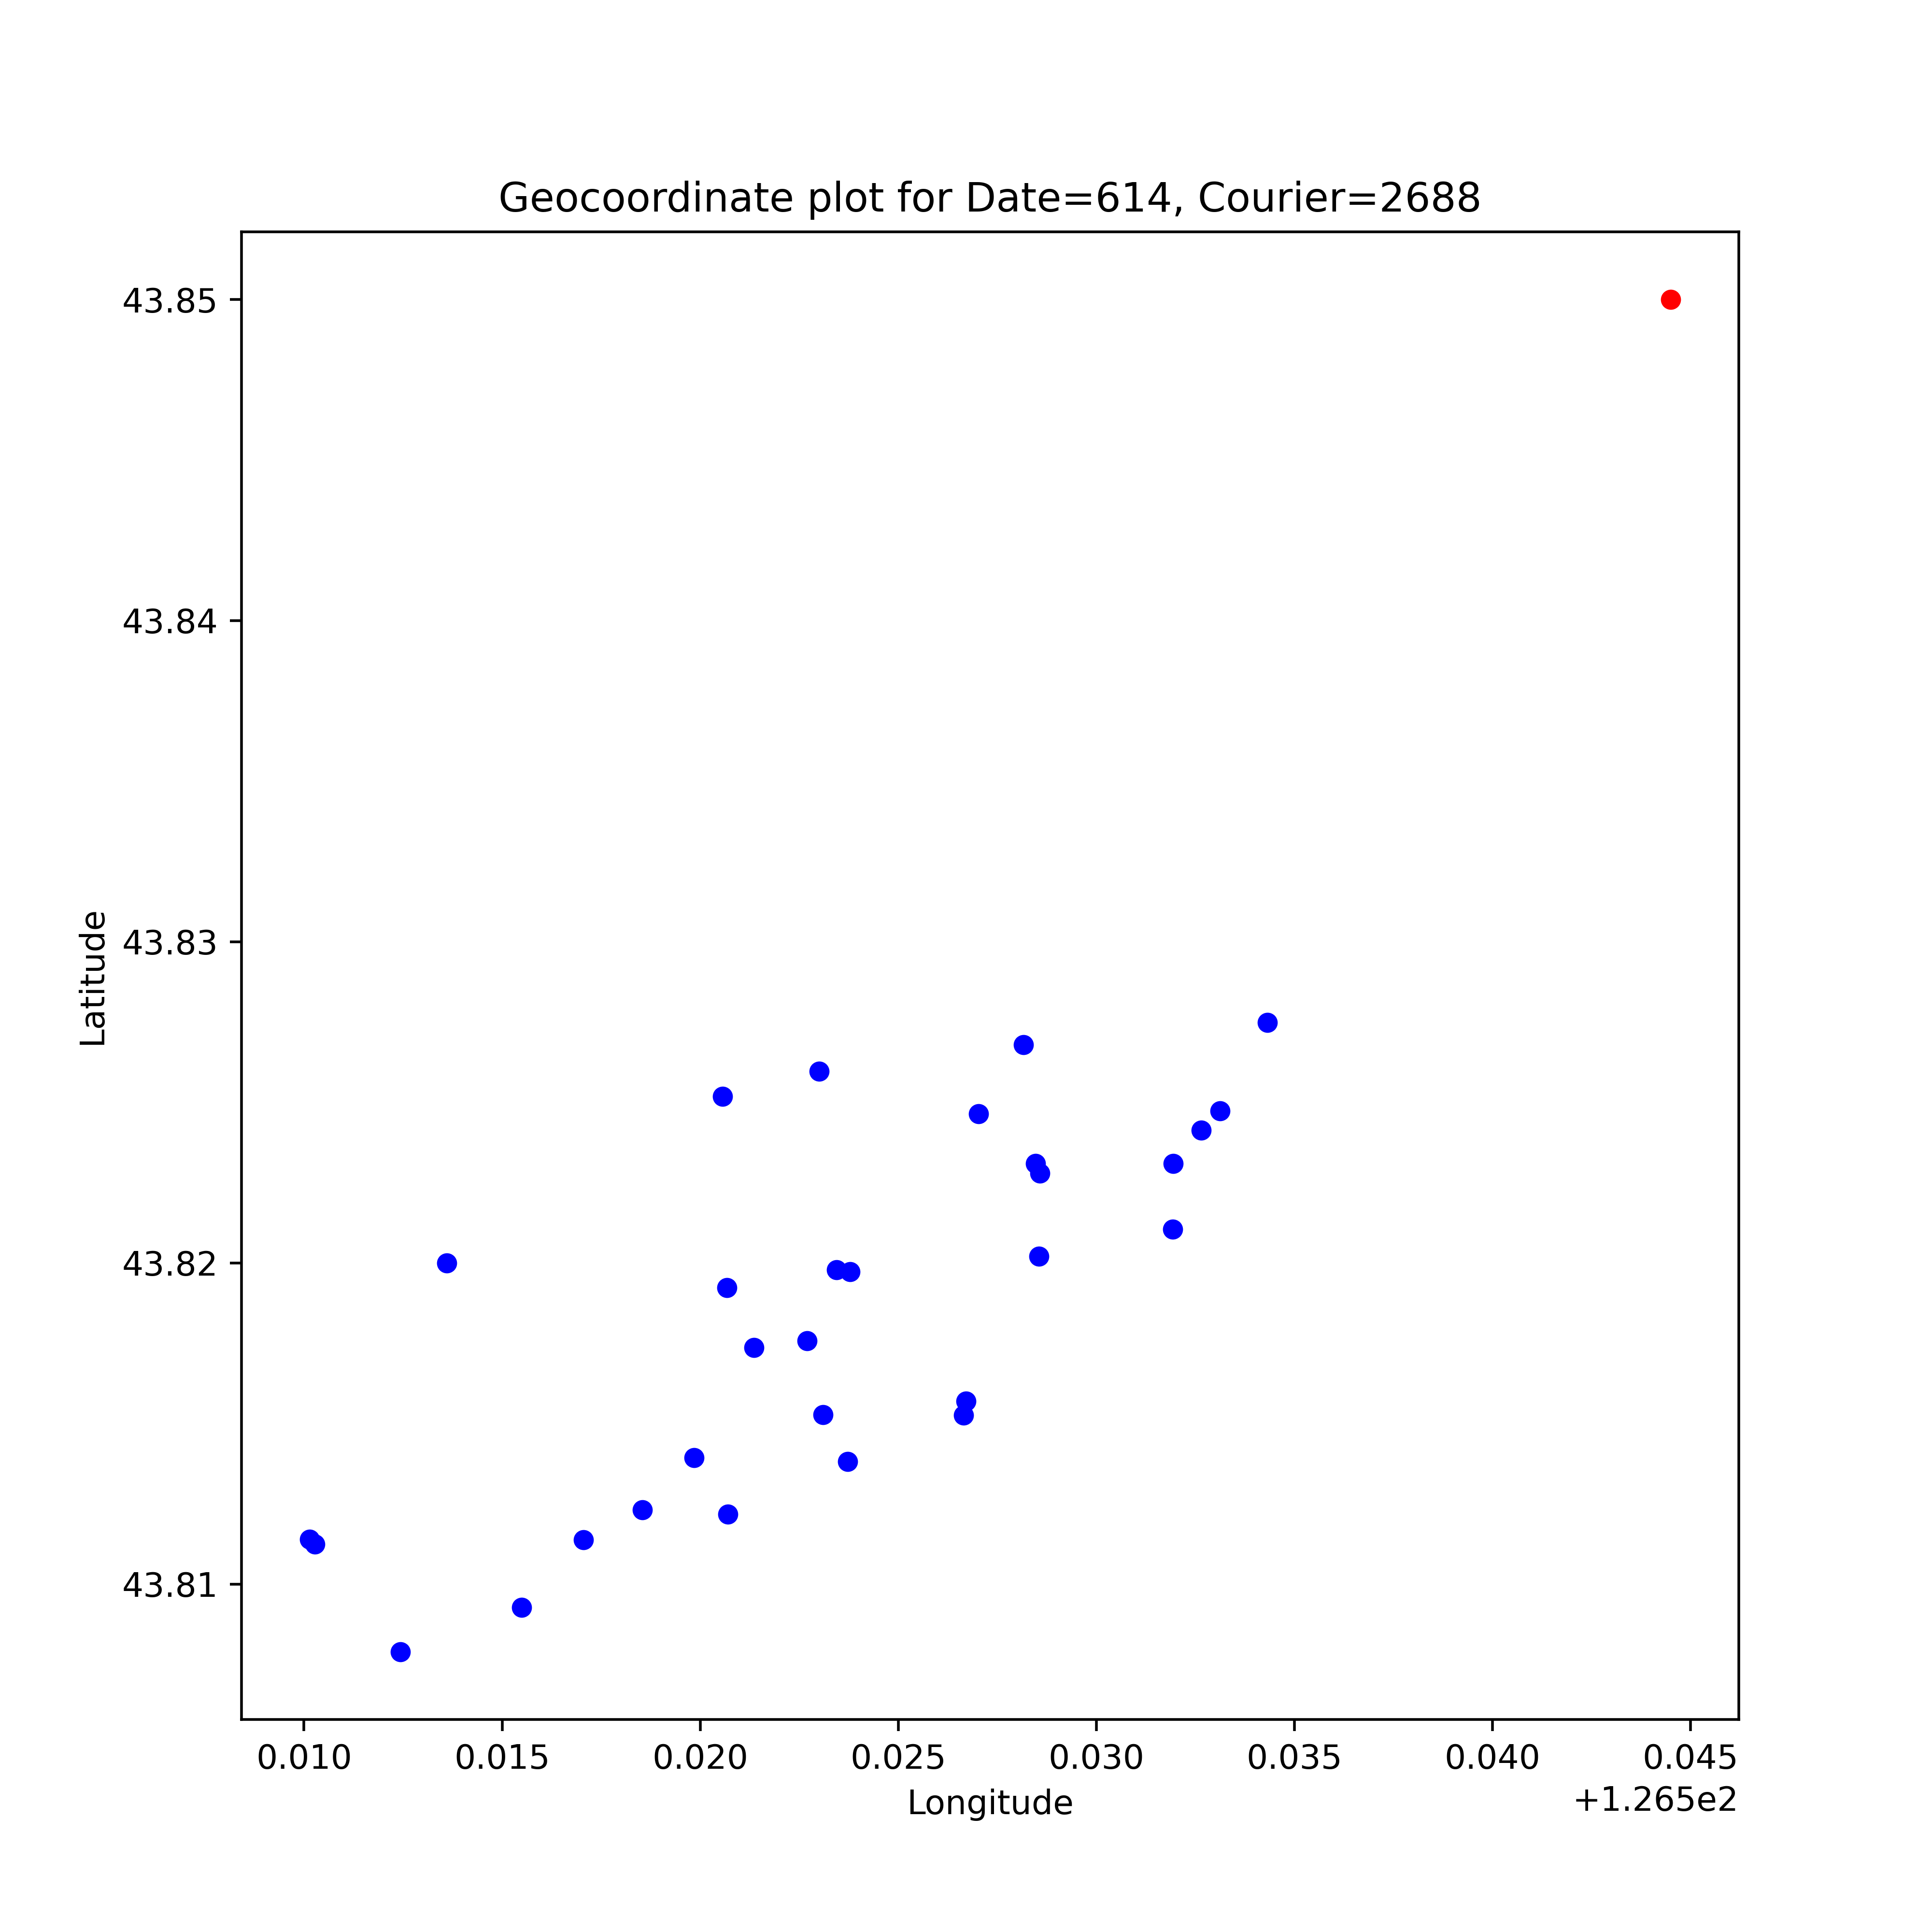 Geocoordinate plot for Date=614, Courier=2688
43.85
43.84
43.83
43.82
43.81
Latitude
0.010 0.015 0.020 0.025 0.030 0.035 0.040 0.045
Longitude
+1.265e2